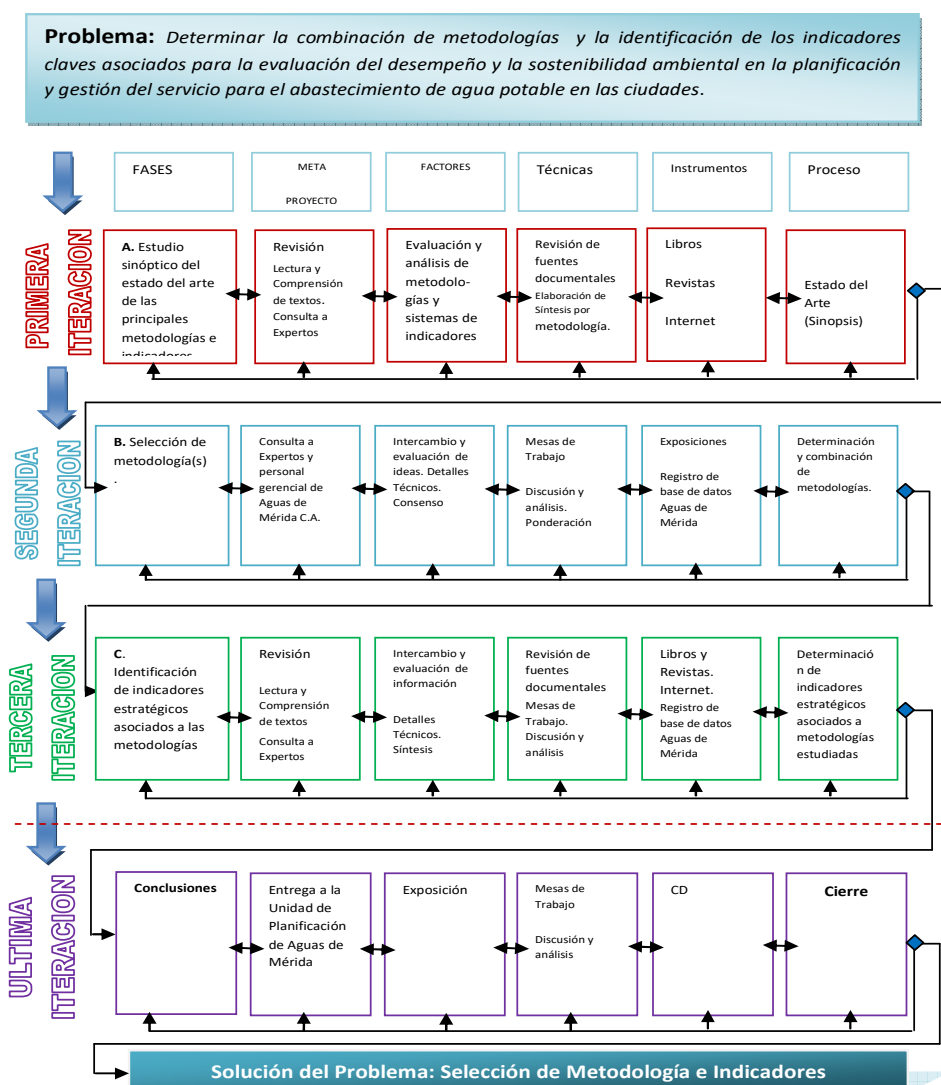 Problema: Determinar la combinación de metodologías y la identificación de los indicadores
claves asociados para la evaluación del desempeño y la sostenibilidad ambiental en la planificación
y gestión del servicio para el abastecimiento de agua potable en las ciudades.
FASES
META
PROYECTO
FACTORES
Técnicas
Instrumentos
Proceso
PRIMERA
ITERACION
A. Estudio
sinóptico del
estado del arte
de las
principales
metodologías e
indicadores
Revisión
Lectura y
Comprensión
de textos.
Consulta a
Expertos
Evaluación y
análisis de
metodolo-
gías y
sistemas de
indicadores
Revisión de
fuentes
documentales
Elaboración de
Síntesis por
metodología.
Libros
Revistas
Internet
Estado del
Arte
(Sinopsis)
SEGUNDA
ITERACION
B. Selección de
metodología(s)
.
Consulta a
Expertos y
personal
gerencial de
Aguas de
Mérida C.A.
Intercambio y
evaluación de
ideas. Detalles
Técnicos.
Consenso
Mesas de
Trabajo
Discusión y
análisis.
Ponderación
Exposiciones
Registro de
base de datos
Aguas de
Mérida
Determinación
y combinación
de
metodologías.
TERCERA
ITERACION
C.
Identificación
de indicadores
estratégicos
asociados a las
metodologías
Revisión
Lectura y
Comprensión
de textos
Consulta a
Expertos
Intercambio y
evaluación de
información
Detalles
Técnicos.
Síntesis
Revisión de
fuentes
documentales
Mesas de
Trabajo.
Discusión y
análisis
Libros y
Revistas.
Internet.
Registro de
base de datos
Aguas de
Mérida
Determinació
n de
indicadores
estratégicos
asociados a
metodologías
estudiadas
ULTIMA
ITERACION
Conclusiones
Entrega a la
Unidad de
Planificación
de Aguas de
Mérida
Exposición
Mesas de
Trabajo
Discusión y
análisis
CD
Cierre
Solución del Problema: Selección de Metodología e Indicadores